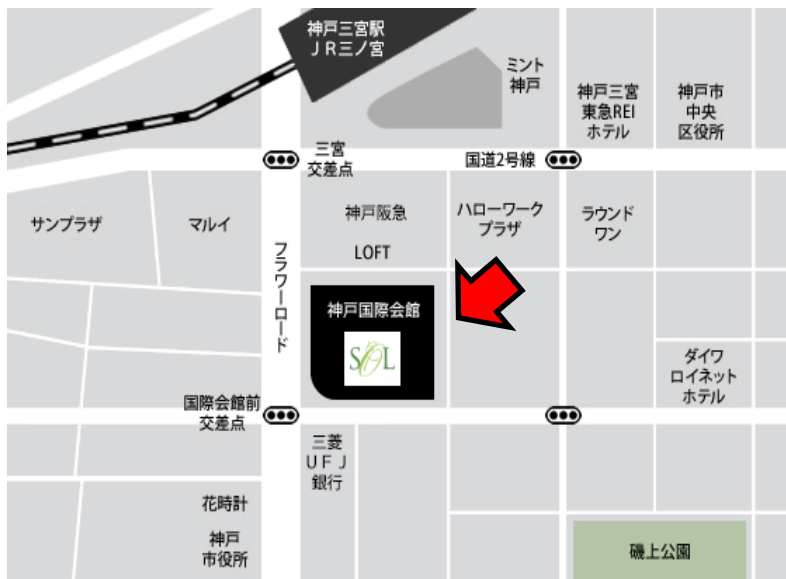 神戸三宮駅
ＪＲ三ノ宮
ミント
神戸
神戸三宮
東急REI
ホテル
神戸市
中央
区役所
三宮
交差点
国道2号線
サンプラザ
マルイ
フラワーロード
神戸阪急
LOFT
ハローワーク
プラザ
ラウンド
ワン
神戸国際会館
SOL
ダイワ
ロイネット
ホテル
国際会館前
交差点
三菱
ＵＦＪ
銀行
花時計
神戸
市役所
磯上公園